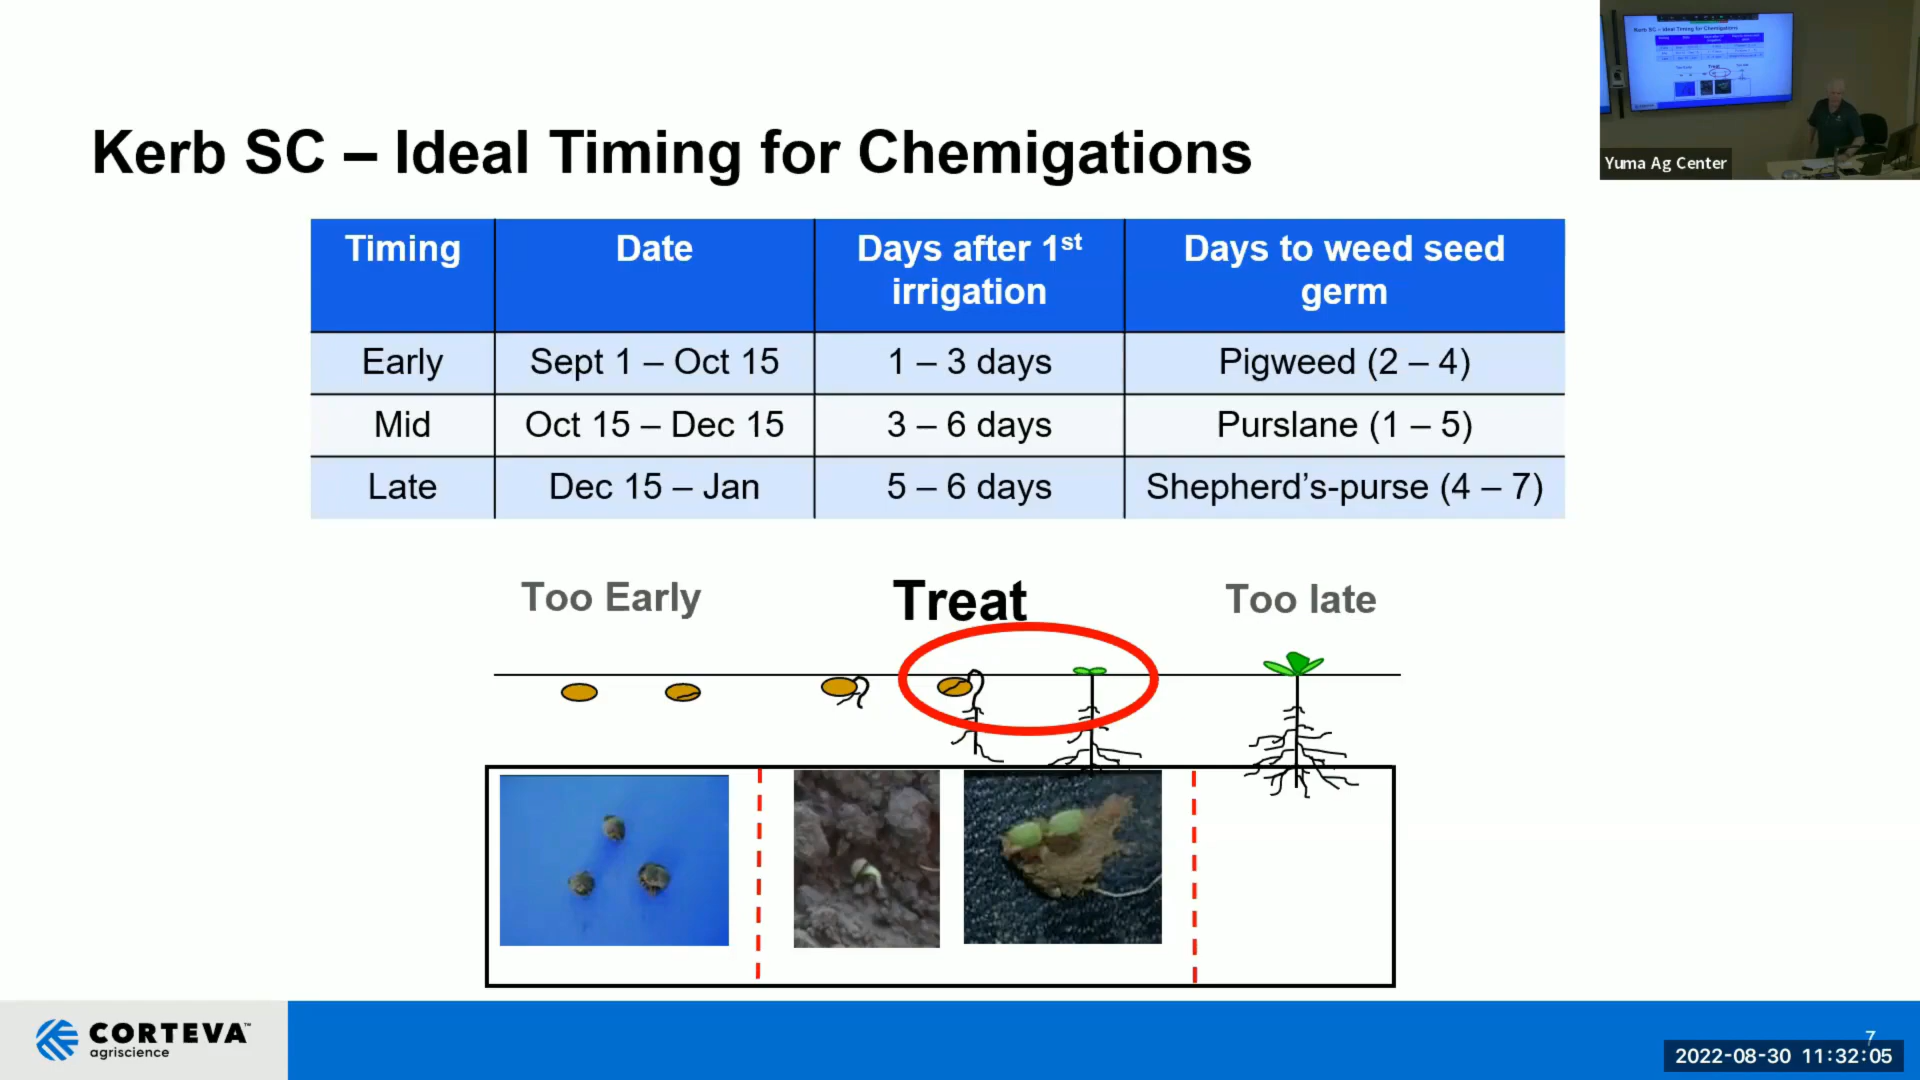 Kerb SC – Ideal Timing for Chemigations
Yuma Ag Center
Timing Date Days after 1st irrigation Days to weed seed germ
Early Sept 1 – Oct 15 1 – 3 days Pigweed (2 – 4)
Mid Oct 15 – Dec 15 3 – 6 days Purslane (1 – 5)
Late Dec 15 – Jan 5 – 6 days Shepherd's-purse (4 – 7)
Too Early Treat Too late
CORTEVA™
agriscience
7
2022-08-30 11:32:05